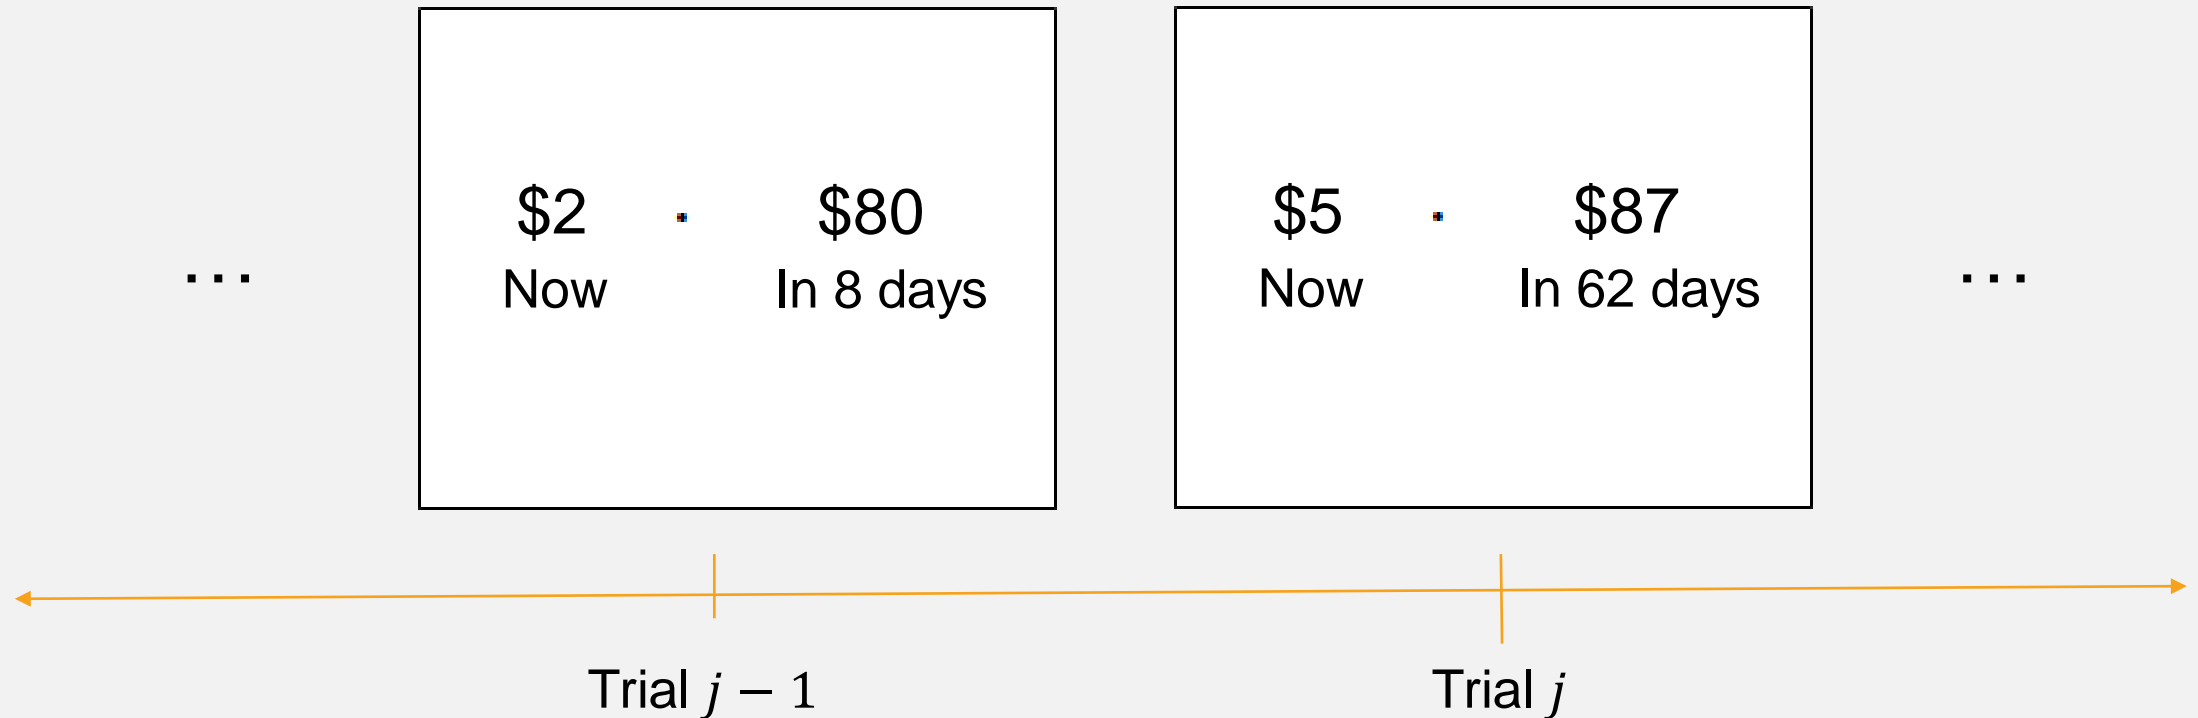 $2 · $80
Now In 8 days
$5 · $87
Now In 62 days
… …
Trial j − 1
Trial j